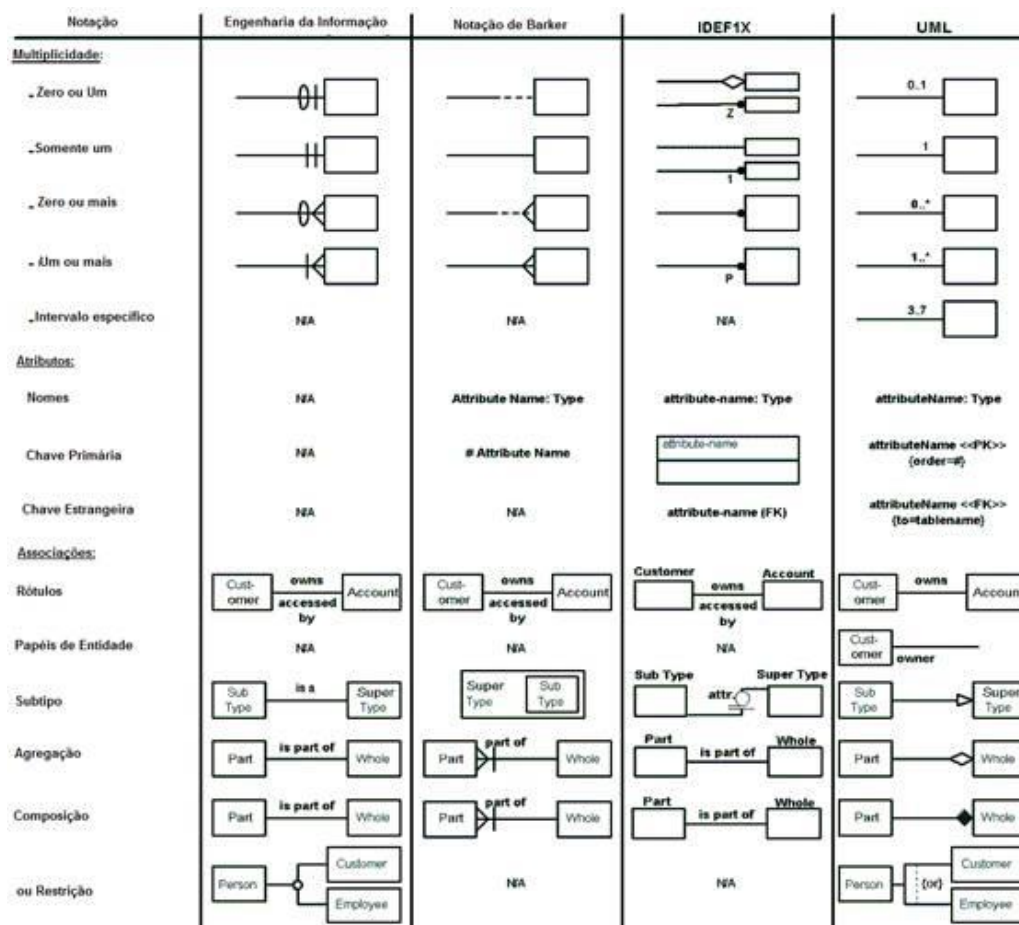 Notação Engenharia da Informação Notação de Barker IDEF1X UML
Multiplicidade:
Zero ou Um 0..1
Z
Somente um 1
1
Zero ou mais 0..*
Um ou mais 1..*
P
Intervalo específico N/A N/A N/A 3..7
Atributos:
Nomes N/A Attribute Name: Type attribute-name: Type attributeName: Type
Chave Primária N/A # Attribute Name attribute-name attributeName <<PK>>
{order=#}
Chave Estrangeira N/A N/A attribute-name (FK) attributeName <<FK>>
{to=tablename}
Associações:
Rótulos Cust-
omer owns
accessed
by Account Cust-
omer owns
accessed
by Account Customer owns
accessed
by Account Cust-
omer owns Account
Papéis de Entidade N/A N/A N/A Cust-
omer owner
Subtipo Sub
Type is a Super
Type Super
Type Sub
Type Sub Type attr. Super Type Sub
Type Super
Type
Agregação Part is part of Whole Part part of Whole Part is part of Whole Part Whole
Composição Part is part of Whole Part part of Whole Part is part of Whole Part Whole
ou Restrição Person Customer
Employee N/A N/A Person {or} Customer
Employee